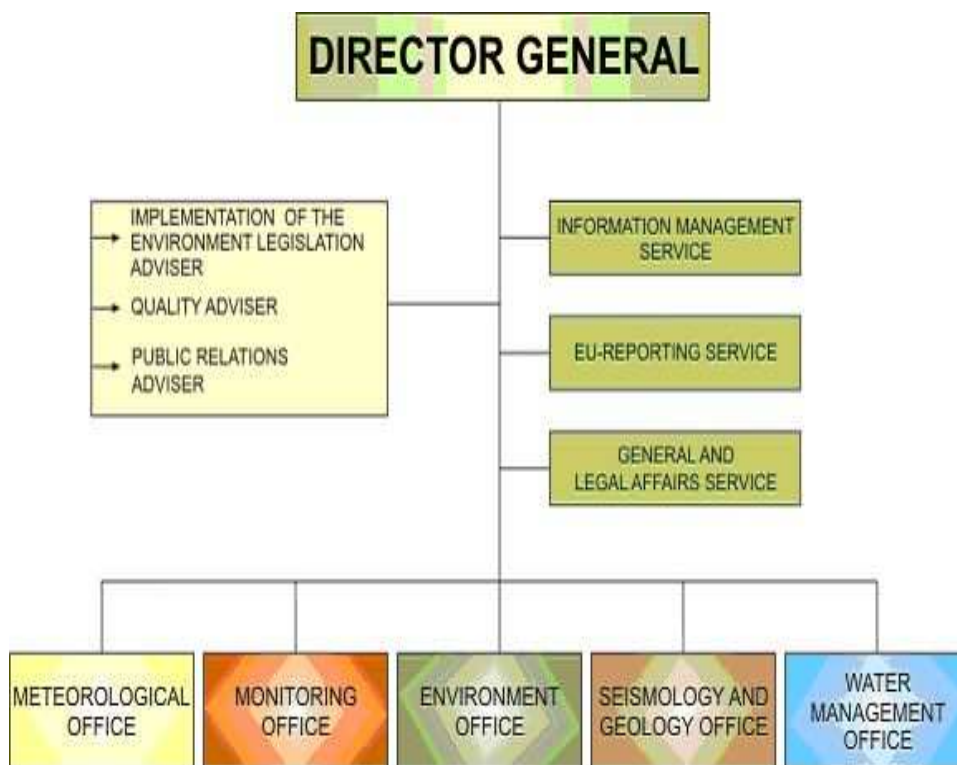 DIRECTOR GENERAL
IMPLEMENTATION OF THE
ENVIRONMENT LEGISLATION
ADVISER
QUALITY ADVISER
PUBLIC RELATIONS
ADVISER
INFORMATION MANAGEMENT
SERVICE
EU-REPORTING SERVICE
GENERAL AND
LEGAL AFFAIRS SERVICE
METEOROLOGICAL
OFFICE
MONITORING
OFFICE
ENVIRONMENT
OFFICE
SEISMOLOGY AND
GEOLOGY OFFICE
WATER
MANAGEMENT
OFFICE